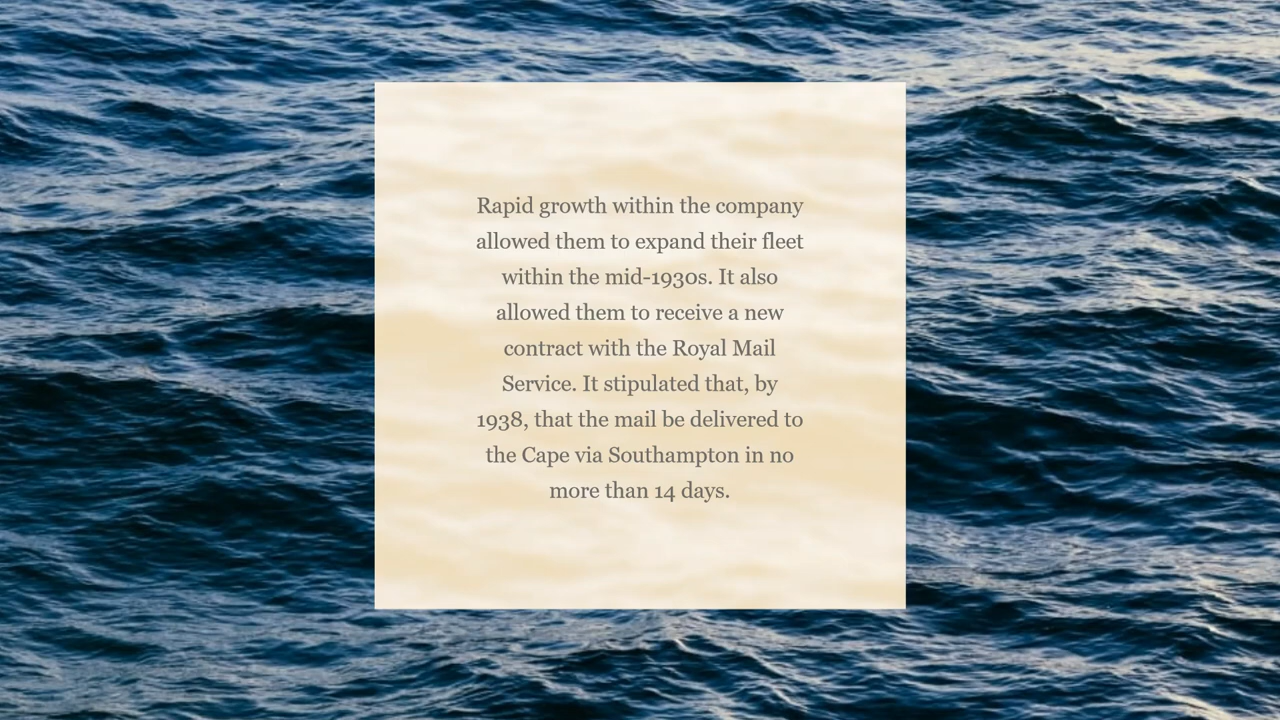 Rapid growth within the company
allowed them to expand their fleet
within the mid-1930s. It also
allowed them to receive a new
contract with the Royal Mail
Service. It stipulated that, by
1938, that the mail be delivered to
the Cape via Southampton in no
more than 14 days.